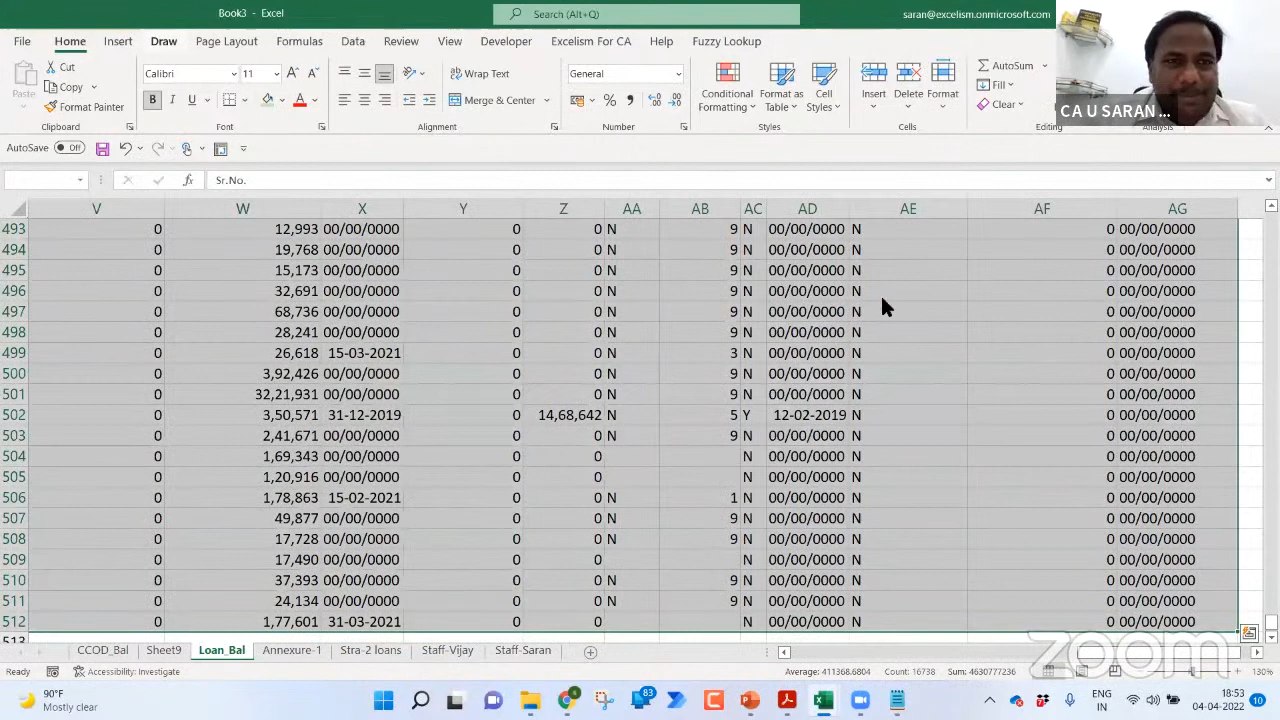 Book3 - Excel
Search (Alt+Q)
saran@excelism.onmicrosoft.com
File Home Insert Draw Page Layout Formulas Data Review View Developer Excelism For CA Help Fuzzy Lookup
Cut Calibri 11 Wrap Text General AutoSum
Paste Copy Conditional Formatting Format as Table Cell Styles Insert Delete Format Fill
Format Painter B I U Merge & Center Clear
CA U SARAN ...
Clipboard Font Alignment Number Styles Cells Editing Analysis
AutoSave Off
fx Sr.No.
V W X Y Z AA AB AC AD AE AF AG
493 0 12,993 00/00/0000 0 0 N 9 N 00/00/0000 N 0 00/00/0000
494 0 19,768 00/00/0000 0 0 N 9 N 00/00/0000 N 0 00/00/0000
495 0 15,173 00/00/0000 0 0 N 9 N 00/00/0000 N 0 00/00/0000
496 0 32,691 00/00/0000 0 0 N 9 N 00/00/0000 N 0 00/00/0000
497 0 68,736 00/00/0000 0 0 N 9 N 00/00/0000 N 0 00/00/0000
498 0 28,241 00/00/0000 0 0 N 9 N 00/00/0000 N 0 00/00/0000
499 0 26,618 15-03-2021 0 0 N 3 N 00/00/0000 N 0 00/00/0000
500 0 3,92,426 00/00/0000 0 0 N 9 N 00/00/0000 N 0 00/00/0000
501 0 32,21,931 00/00/0000 0 0 N 9 N 00/00/0000 N 0 00/00/0000
502 0 3,50,571 31-12-2019 0 14,68,642 N 5 Y 12-02-2019 N 0 00/00/0000
503 0 2,41,671 00/00/0000 0 0 N 9 N 00/00/0000 N 0 00/00/0000
504 0 1,69,343 00/00/0000 0 0 N 00/00/0000 N 0 00/00/0000
505 0 1,20,916 00/00/0000 0 0 N 00/00/0000 N 0 00/00/0000
506 0 1,78,863 15-02-2021 0 0 N 1 N 00/00/0000 N 0 00/00/0000
507 0 49,877 00/00/0000 0 0 N 9 N 00/00/0000 N 0 00/00/0000
508 0 17,728 00/00/0000 0 0 N 9 N 00/00/0000 N 0 00/00/0000
509 0 17,490 00/00/0000 0 0 N 00/00/0000 N 0 00/00/0000
510 0 37,393 00/00/0000 0 0 N 9 N 00/00/0000 N 0 00/00/0000
511 0 24,134 00/00/0000 0 0 N 9 N 00/00/0000 N 0 00/00/0000
512 0 1,77,601 31-03-2021 0 0 N 00/00/0000 N 0 00/00/0000
513
zoom
CCOD_Bal Sheet9 Loan_Bal Annexure-1 Stra-2 loans Staff-Vijay Staff-Saran
Ready Accessibility: Investigate Average: 411368.6804 Count: 16738 Sum: 4630777236 130%
90°F
Mostly clear
83
ENG
IN
18:53
04-04-2022
10